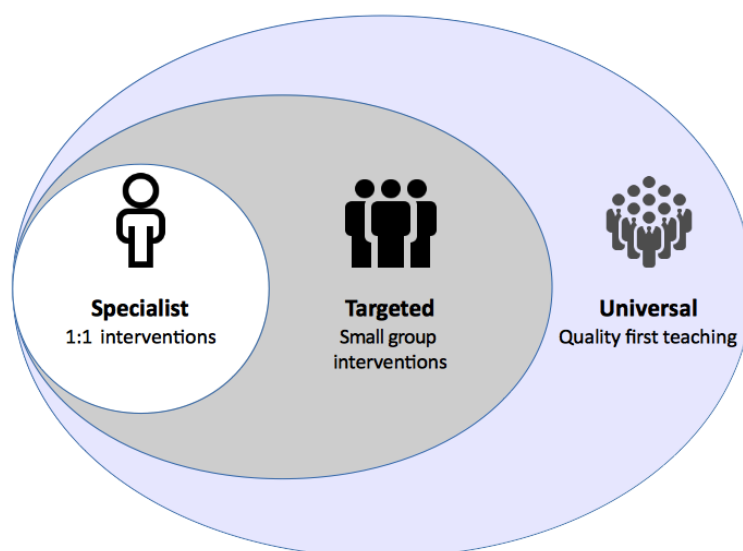 Specialist
1:1 interventions
Targeted
Small group
interventions
Universal
Quality first teaching